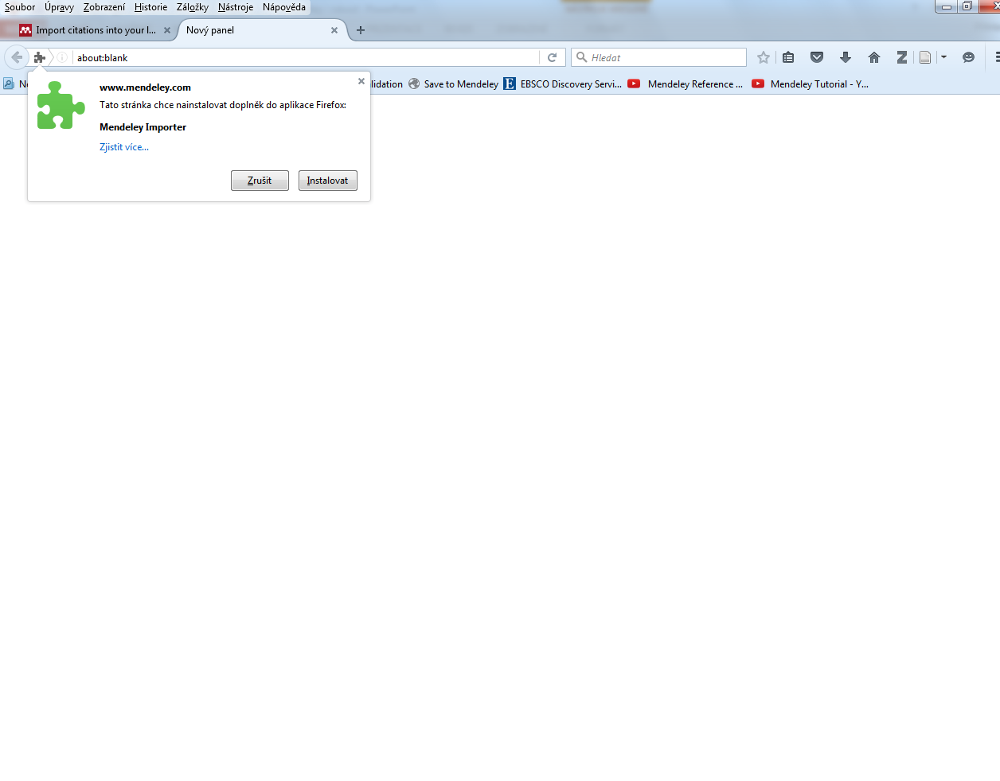 Soubor Úpravy Zobrazení Historie Záložky Nástroje Nápověda
Import citations into your l... Nový panel
about:blank Hledat
Z
lidation Save to Mendeley E EBSCO Discovery Servi... Mendeley Reference ... Mendeley Tutorial - Y...
www.mendeley.com
Tato stránka chce nainstalovat doplněk do aplikace Firefox:
Mendeley Importer
Zjistit více...
Zrušit Instalovat